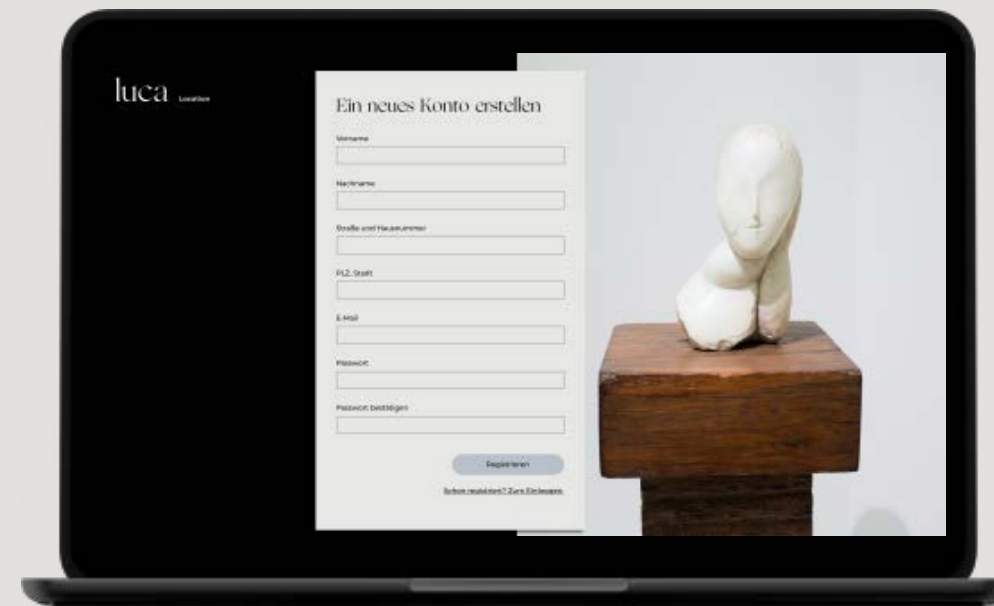 luca Location
Ein neues Konto erstellen
Vorname
Nachname
Straße und Hausnummer
PLZ, Stadt
E-Mail
Passwort
Passwort bestätigen
Registrieren
Schon registriert? Zum Einloggen.